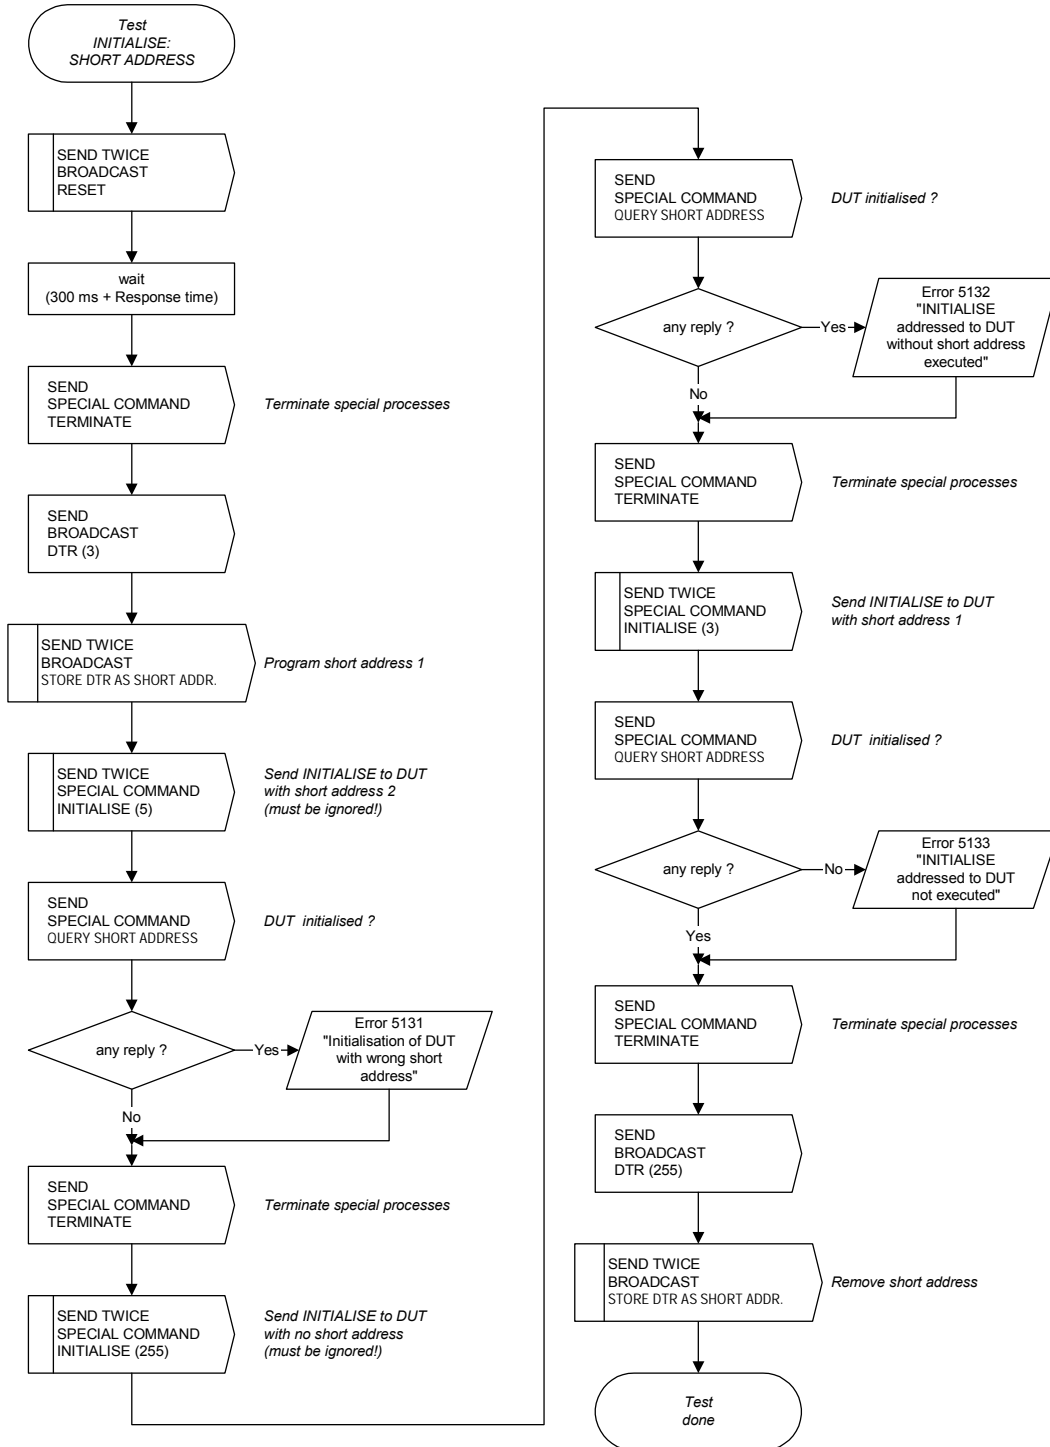 Test
INITIALISE:
SHORT ADDRESS
SEND TWICE
BROADCAST
RESET
wait
(300 ms + Response time)
SEND
SPECIAL COMMAND
TERMINATE
Terminate special processes
SEND
BROADCAST
DTR (3)
SEND TWICE
BROADCAST
STORE DTR AS SHORT ADDR.
Program short address 1
SEND TWICE
SPECIAL COMMAND
INITIALISE (5)
Send INITIALISE to DUT
with short address 2
(must be ignored!)
SEND
SPECIAL COMMAND
QUERY SHORT ADDRESS
DUT initialised ?
any reply ?
Yes
Error 5131
"Initialisation of DUT
with wrong short
address"
No
SEND
SPECIAL COMMAND
TERMINATE
Terminate special processes
SEND TWICE
SPECIAL COMMAND
INITIALISE (255)
Send INITIALISE to DUT
with no short address
(must be ignored!)
SEND
SPECIAL COMMAND
QUERY SHORT ADDRESS
DUT initialised ?
any reply ?
Yes
Error 5132
"INITIALISE
addressed to DUT
without short address
executed"
No
SEND
SPECIAL COMMAND
TERMINATE
Terminate special processes
SEND TWICE
SPECIAL COMMAND
INITIALISE (3)
Send INITIALISE to DUT
with short address 1
SEND
SPECIAL COMMAND
QUERY SHORT ADDRESS
DUT initialised ?
any reply ?
No
Error 5133
"INITIALISE
addressed to DUT
not executed"
Yes
SEND
SPECIAL COMMAND
TERMINATE
Terminate special processes
SEND
BROADCAST
DTR (255)
SEND TWICE
BROADCAST
STORE DTR AS SHORT ADDR.
Remove short address
Test
done